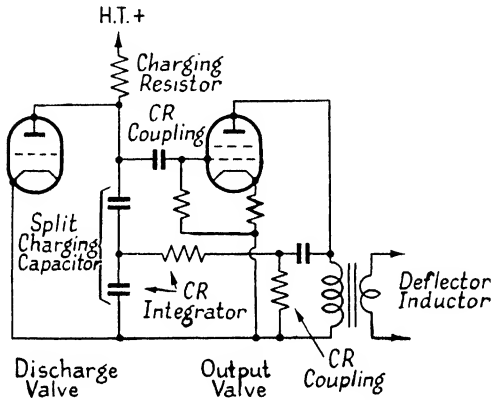 H.T.+
Charging
Resistor
CR
Coupling
Split
Charging
Capacitor
CR
Integrator
Deflector
Inductor
Discharge
Valve
Output
Valve
CR
Coupling